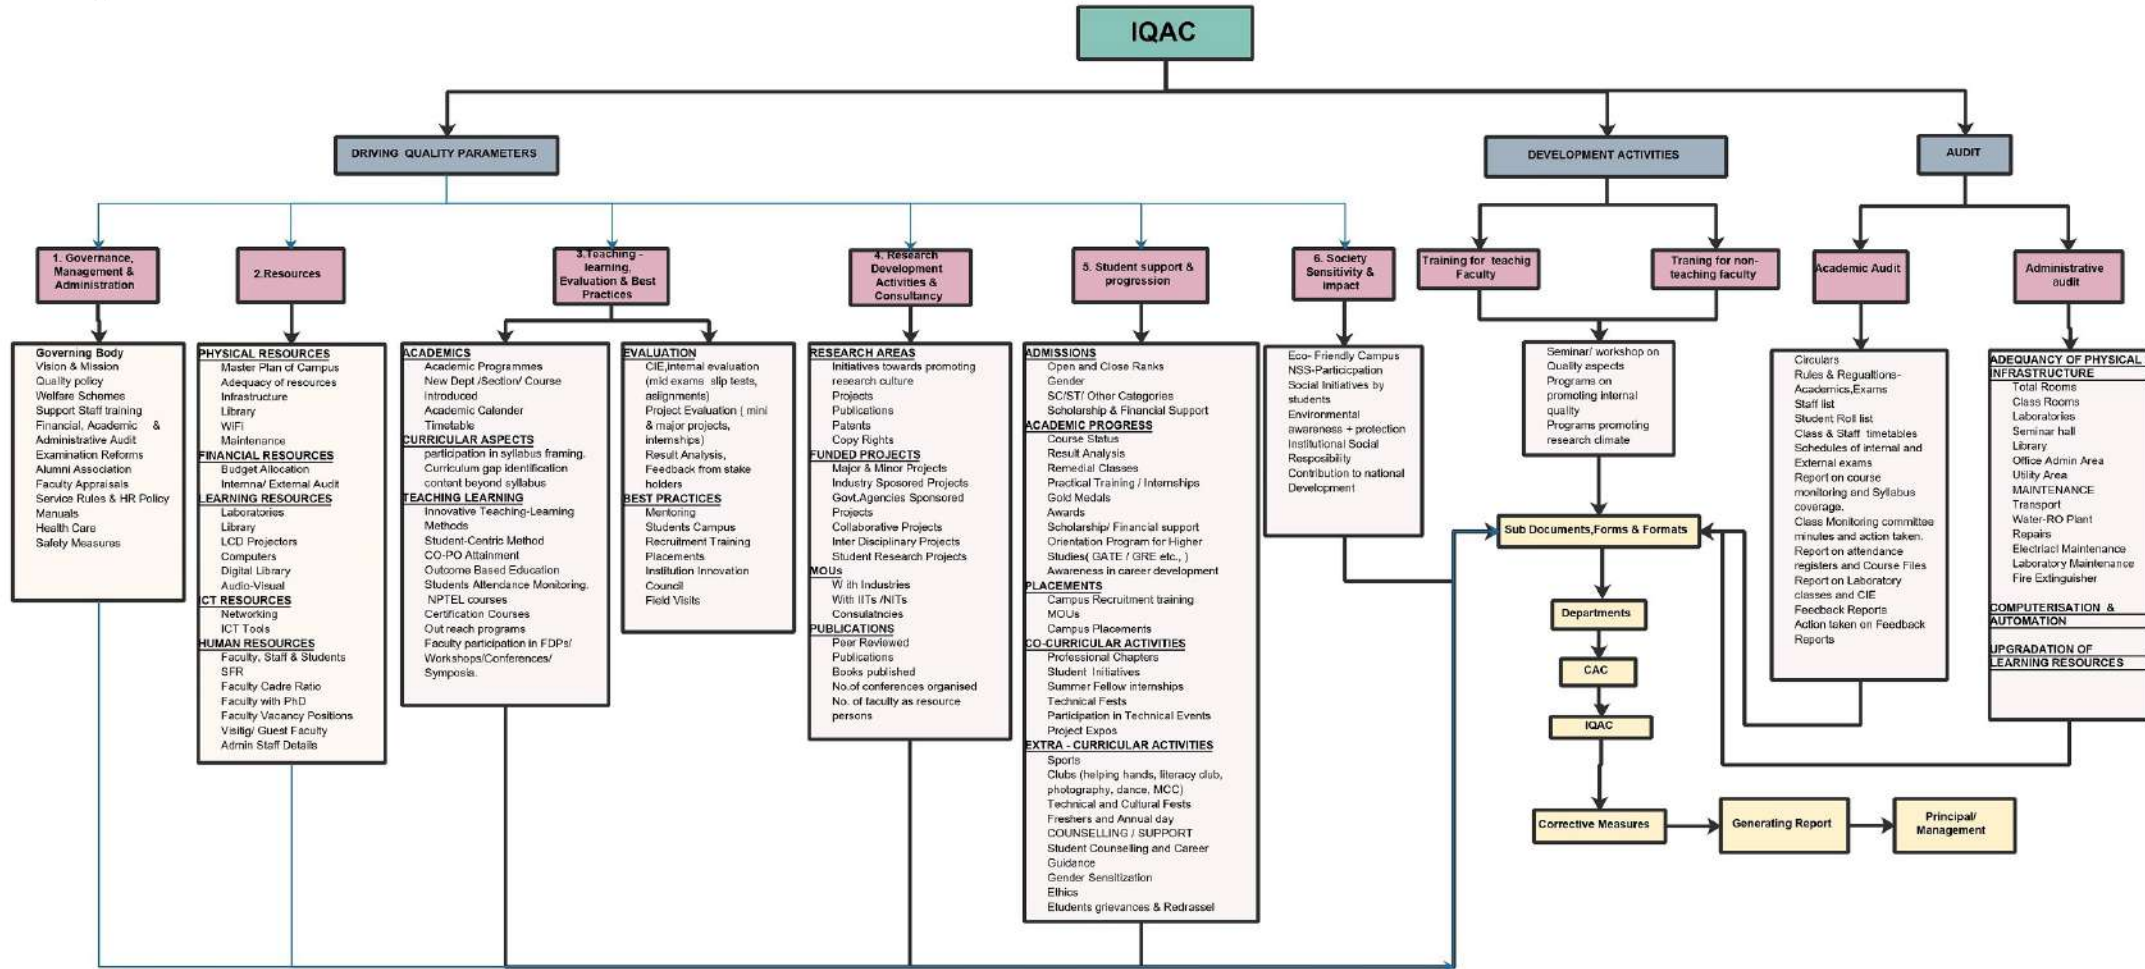 IQAC
DRIVING QUALITY PARAMETERS
DEVELOPMENT ACTIVITIES
AUDIT
1. Governance,
Management &
Administration
2.Resources
3.Teaching -
learning,
Evaluation & Best
Practices
4. Research
Development
Activities &
Consultancy
5. Student support &
progression
6. Society
Sensitivity &
impact
Training for teachig
Faculty
Traning for non-
teaching faculty
Academic Audit
Administrative
audit
Governing Body
Vision & Mission
Quality policy
Welfare Schemes
Support Staff training
Financial, Academic &
Administrative Audit
Examination Reforms
Alumni Association
Faculty Appraisals
Service Rules & HR Policy
Manuals
Health Care
Safety Measures
PHYSICAL RESOURCES
Master Plan of Campus
Adequacy of resources
Infrastructure
Library
WiFi
Maintenance
FINANCIAL RESOURCES
Budget Allocation
Interna/ External Audit
LEARNING RESOURCES
Laboratories
Library
LCD Projectors
Computers
Digital Library
Audio-Visual
ICT RESOURCES
Networking
ICT Tools
HUMAN RESOURCES
Faculty, Staff & Students
SFR
Faculty Cadre Ratio
Faculty with PhD
Faculty Vacancy Positions
Visitig/ Guest Faculty
Admin Staff Details
ACADEMICS
Academic Programmes
New Dept /Section/ Course
Introduced
Academic Calender
Timetable
CURRICULAR ASPECTS
participation in syllabus framing.
Curriculum gap identification
contant beyond syllabus
TEACHING LEARNING
Innovative Teaching-Learning
Methods
Student-Centric Method
CO-PO Attainment
Outcome Based Education
Students Attendance Monitoring.
NPTEL courses
Certification Courses
Out reach programs
Faculty participation in FDPs/
Workshops/Conferences/
Symposia.
EVALUATION
CIE,internal evaluation
(mid exams slip tests,
asignments)
Project Evaluation ( mini
& major projects,
internships)
Result Analysis,
Feedback from stake
holders
BEST PRACTICES
Mentoring
Students Campus
Recruitment Training
Placements
Institution Innovation
Council
Field Visits
RESEARCH AREAS
Initiatives towards promoting
research culture
Projects
Publications
Patents
Copy Rights
FUNDED PROJECTS
Major & Minor Projects
Industry Sposored Projects
Govt.Agencies Sponsored
Projects
Collaborative Projects
Inter Disciplinary Projects
Student Research Projects
MOUs
W ith Industries
With IITs /NITs
Consulatncies
PUBLICATIONS
Peer Reviewed
Publications
Books published
No.of conferences organised
No. of faculty as resource
persons
ADMISSIONS
Open and Close Ranks
Gender
SC/ST/ Other Categories
Scholarship & Financial Support
ACADEMIC PROGRESS
Course Status
Result Analysis
Remedial Classes
Practical Training / Internships
Gold Medals
Awards
Scholarship/ Financial support
Orientation Program for Higher
Studies( GATE / GRE etc., )
Awareness in career development
PLACEMENTS
Campus Recruitment training
MOUs
Campus Placements
CO-CURRICULAR ACTIVITIES
Professional Chapters
Student Initiatives
Summer Fellow internships
Technical Fests
Participation in Technical Events
Project Expos
EXTRA - CURRICULAR ACTIVITIES
Sports
Clubs (helping hands, literacy club,
photography, dance, MCC)
Technical and Cultural Fests
Freshers and Annual day
COUNSELLING / SUPPORT
Student Counselling and Career
Guidance
Gender Sensitization
Ethics
Etudents grievances & Redrassel
Eco- Friendly Campus
NSS-Particicpation
Social Initiatives by
students
Environmental
awareness + protection
Institutional Social
Resposibility
Contribution to national
Development
Seminar/ workshop on
Quality aspects
Programs on
promoting internal
quality
Programs promoting
research climate
Sub Documents,Forms & Formats
Departments
CAC
IQAC
Corrective Measures
Generating Report
Principal/
Management
Circulars
Rules & Regualtions-
Academics,Exams
Staff list
Student Roll list
Class & Staff timetables
Schedules of internal and
External exams
Report on course
monitoring and Syllabus
coverage.
Class Monitoring committee
minutes and action taken.
Report on attendance
registers and Course Files
Report on Laboratory
classes and CIE
Feedback Reports
Action taken on Feedback
Reports
ADEQUANCY OF PHYSICAL
INFRASTRUCTURE
Total Rooms
Class Rooms
Laboratories
Seminar hall
Library
Office Admin Area
Utility Area
MAINTENANCE
Transport
Water-RO Plant
Repairs
Electriacl Maintenance
Laboratory Maintenance
Fire Extinguisher
COMPUTERISATION &
AUTOMATION
UPGRADATION OF
LEARNING RESOURCES